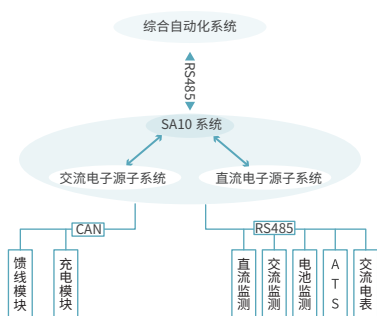 综合自动化系统
RS485
SA10 系统
交流电子源子系统
直流电子源子系统
CAN
RS485
馈线模块
充电模块
直流监测
交流监测
电池监测
ATS
交流电表